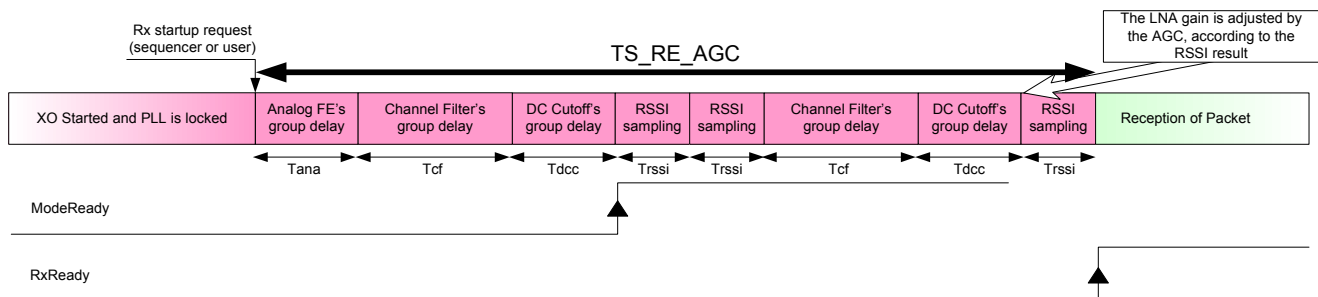 Rx startup request
(sequencer or user)
TS_RE_AGC
The LNA gain is adjusted by
the AGC, according to the
RSSI result
XO Started and PLL is locked
Analog FE's
group delay
Channel Filter's
group delay
DC Cutoff's
group delay
RSSI
sampling
RSSI
sampling
Channel Filter's
group delay
DC Cutoff's
group delay
RSSI
sampling
Reception of Packet
Tana
Tcf
Tdcc
Trssi
Trssi
Tcf
Tdcc
Trssi
ModeReady
RxReady